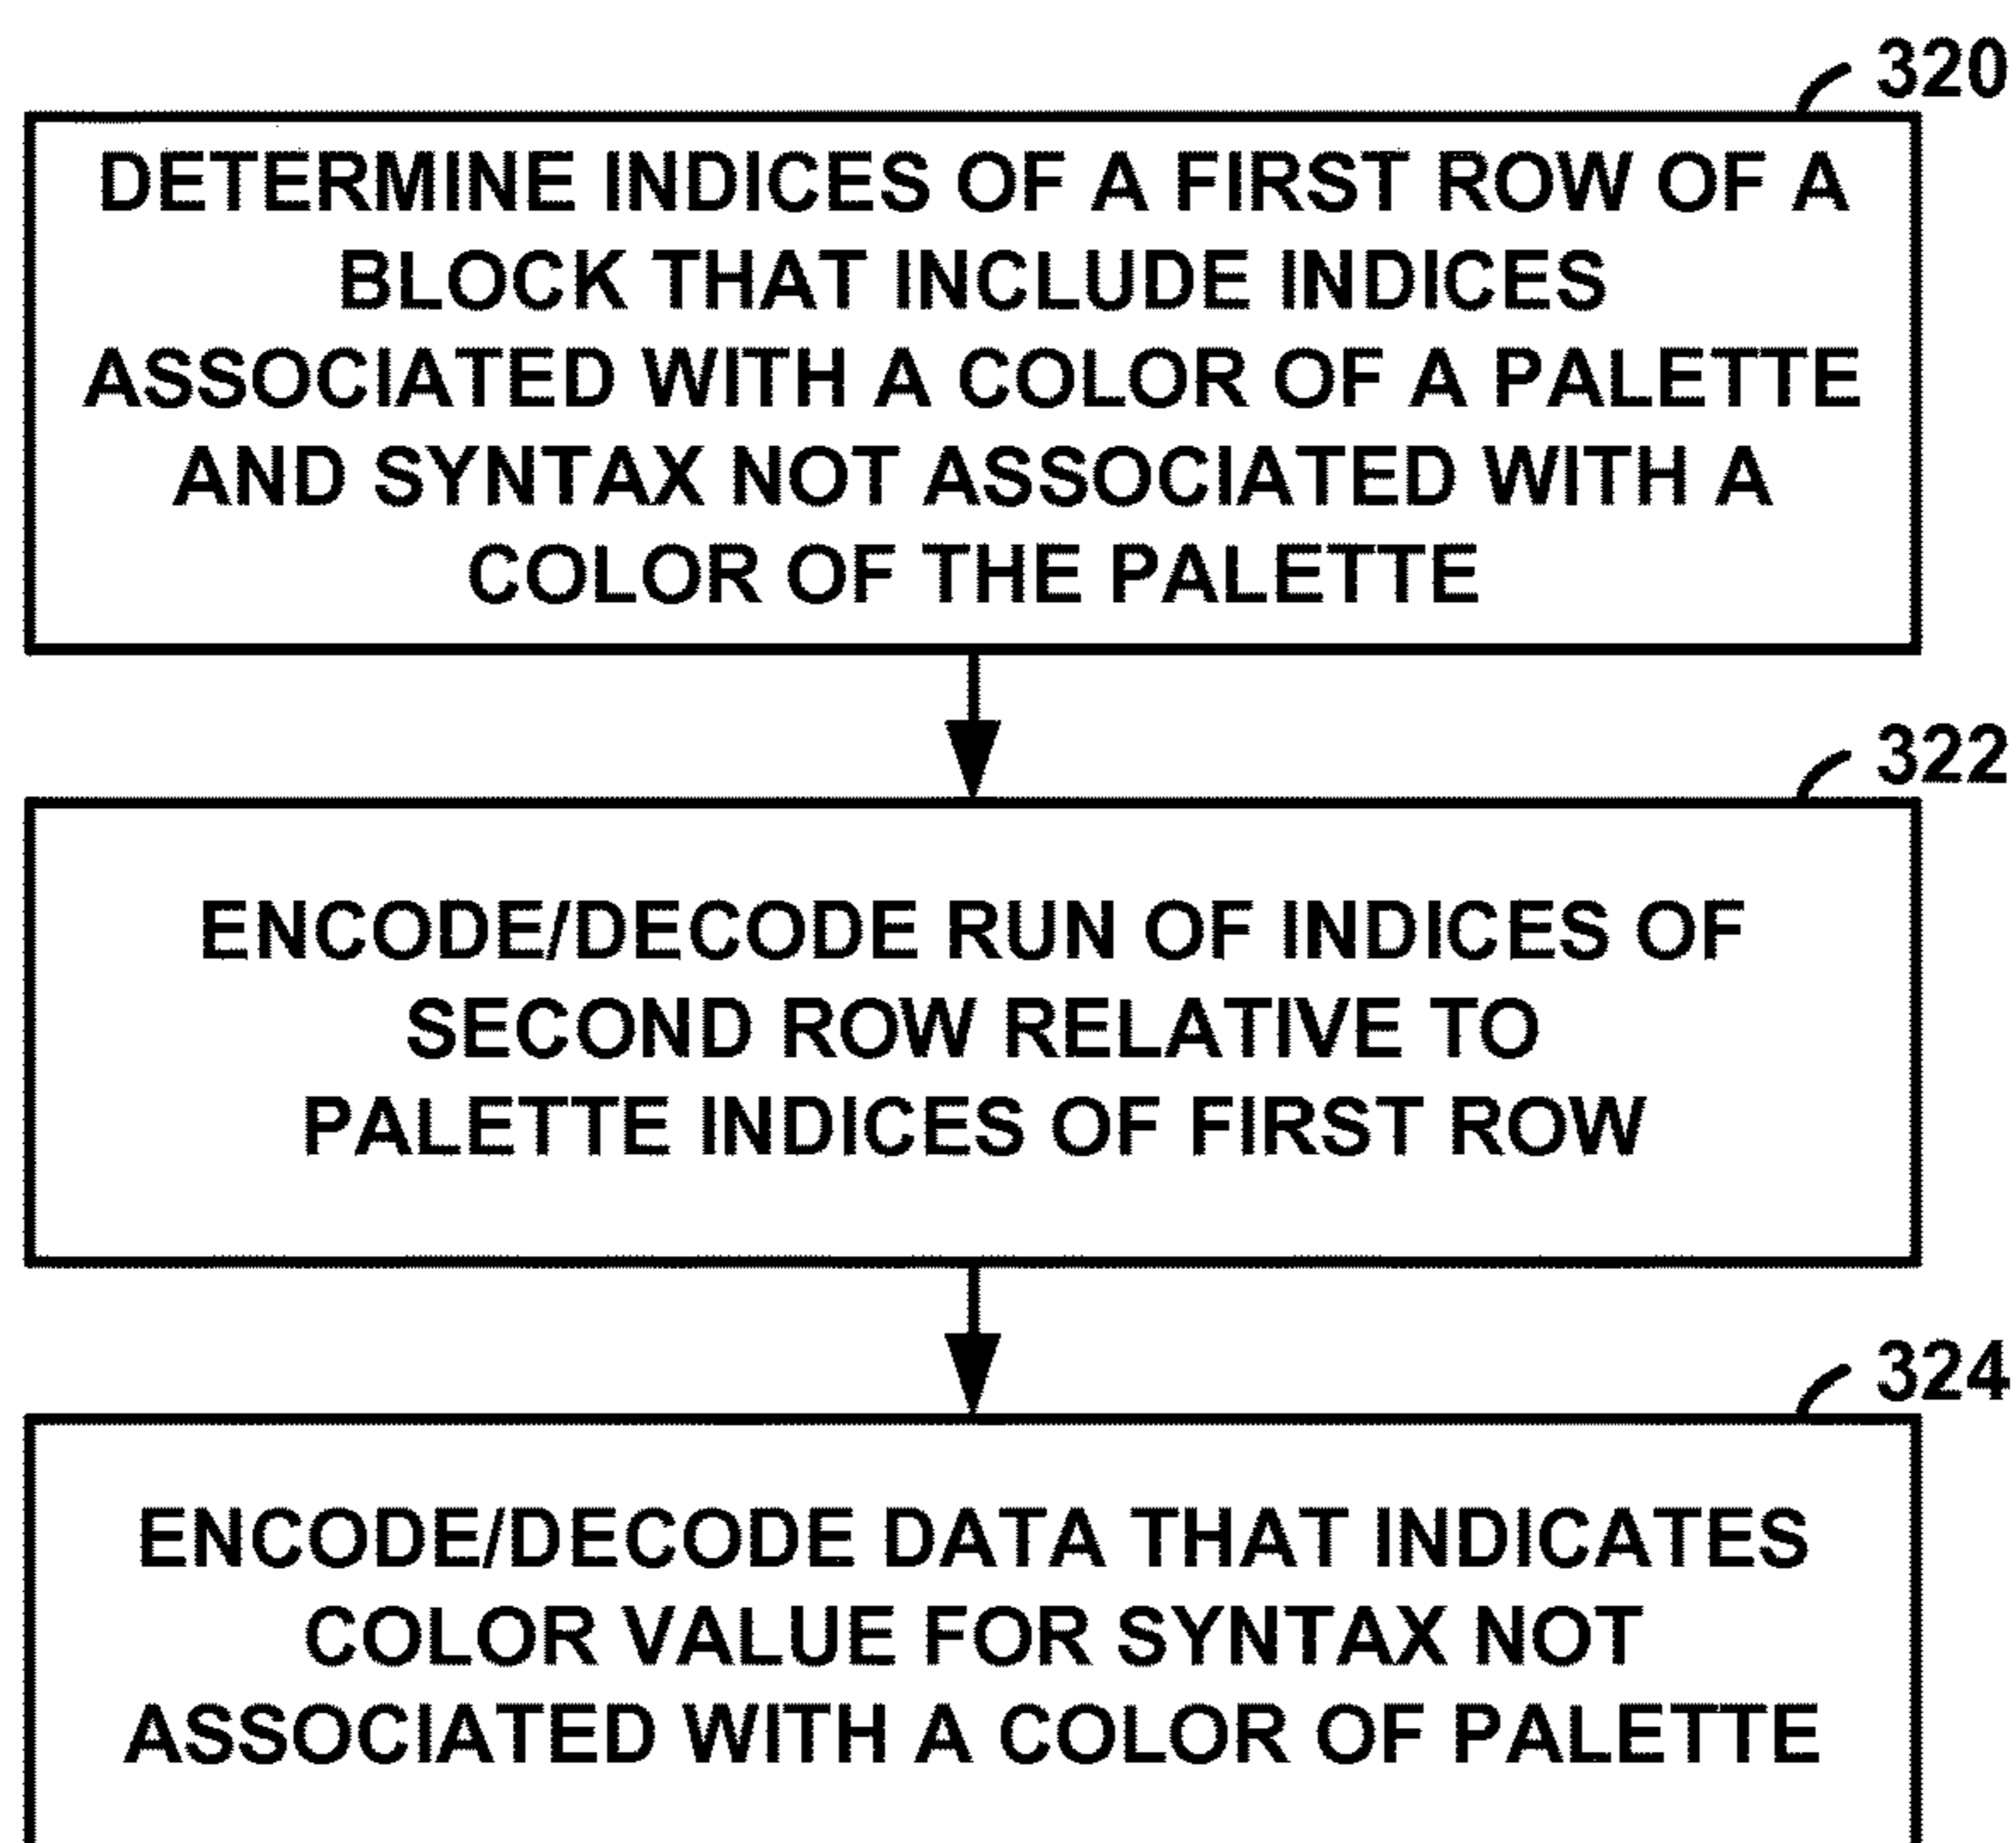 320
DETERMINE INDICES OF A FIRST ROW OF A
BLOCK THAT INCLUDE INDICES
ASSOCIATED WITH A COLOR OF A PALETTE
AND SYNTAX NOT ASSOCIATED WITH A
COLOR OF THE PALETTE
322
ENCODE/DECODE RUN OF INDICES OF
SECOND ROW RELATIVE TO
PALETTE INDICES OF FIRST ROW
324
ENCODE/DECODE DATA THAT INDICATES
COLOR VALUE FOR SYNTAX NOT
ASSOCIATED WITH A COLOR OF PALETTE